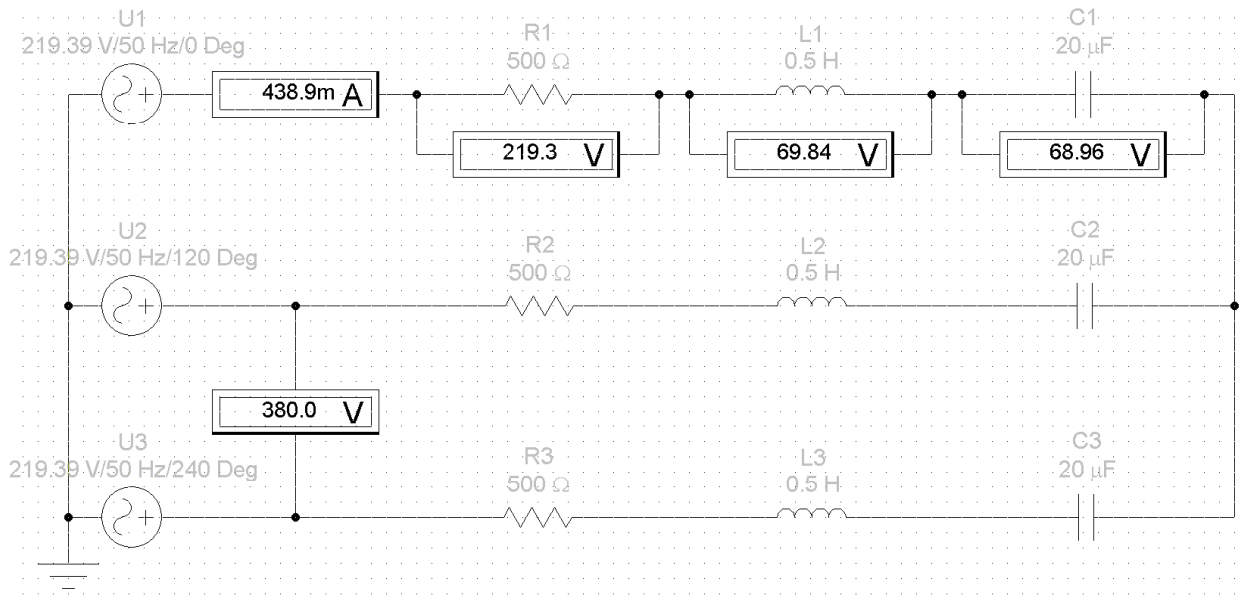 U1
219.39 V/50 Hz/0 Deg
438.9m A
R1
500 Ω
219.3 V
L1
0.5 H
69.84 V
C1
20 µF
68.96 V
U2
219.39 V/50 Hz/120 Deg
R2
500 Ω
L2
0.5 H
C2
20 µF
380.0 V
U3
219.39 V/50 Hz/240 Deg
R3
500 Ω
L3
0.5 H
C3
20 µF